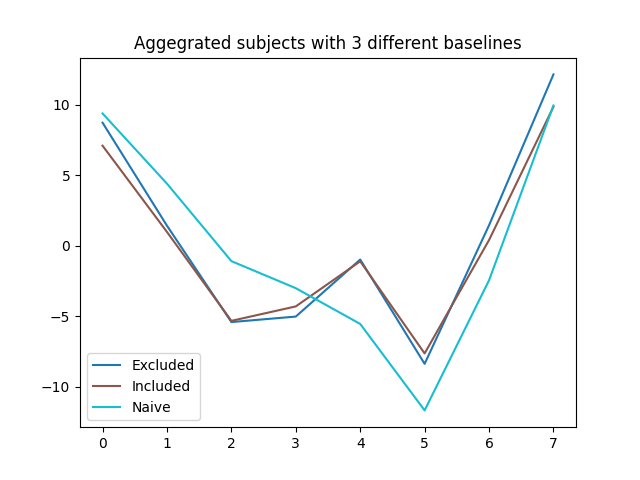 Aggegrated subjects with 3 different baselines
10
5
0
−5
−10
Excluded
Included
Naive
0 1 2 3 4 5 6 7